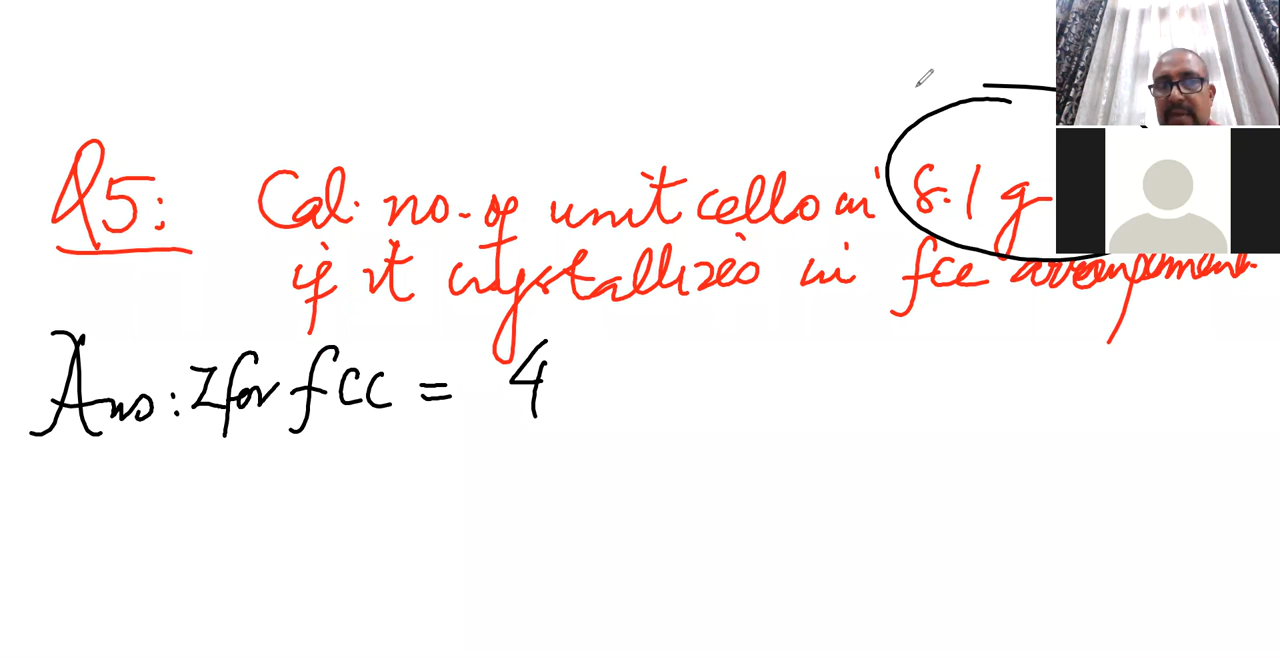 Q5: Cal. no. of unit cells in 8.1 g
if it crystallizes in fcc arrangement.
Ans: Z for fcc = 4